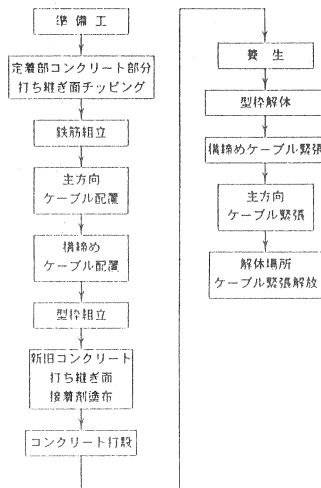 準備工
定着部コンクリート部分
打ち継ぎ面チッピング
鉄筋組立
主方向
ケーブル配置
横締め
ケーブル配置
型枠組立
新旧コンクリート
打ち継ぎ面
接着剤塗布
コンクリート打設
養生
型枠解体
横締めケーブル緊張
主方向
ケーブル緊張
解体場所
ケーブル緊張解放